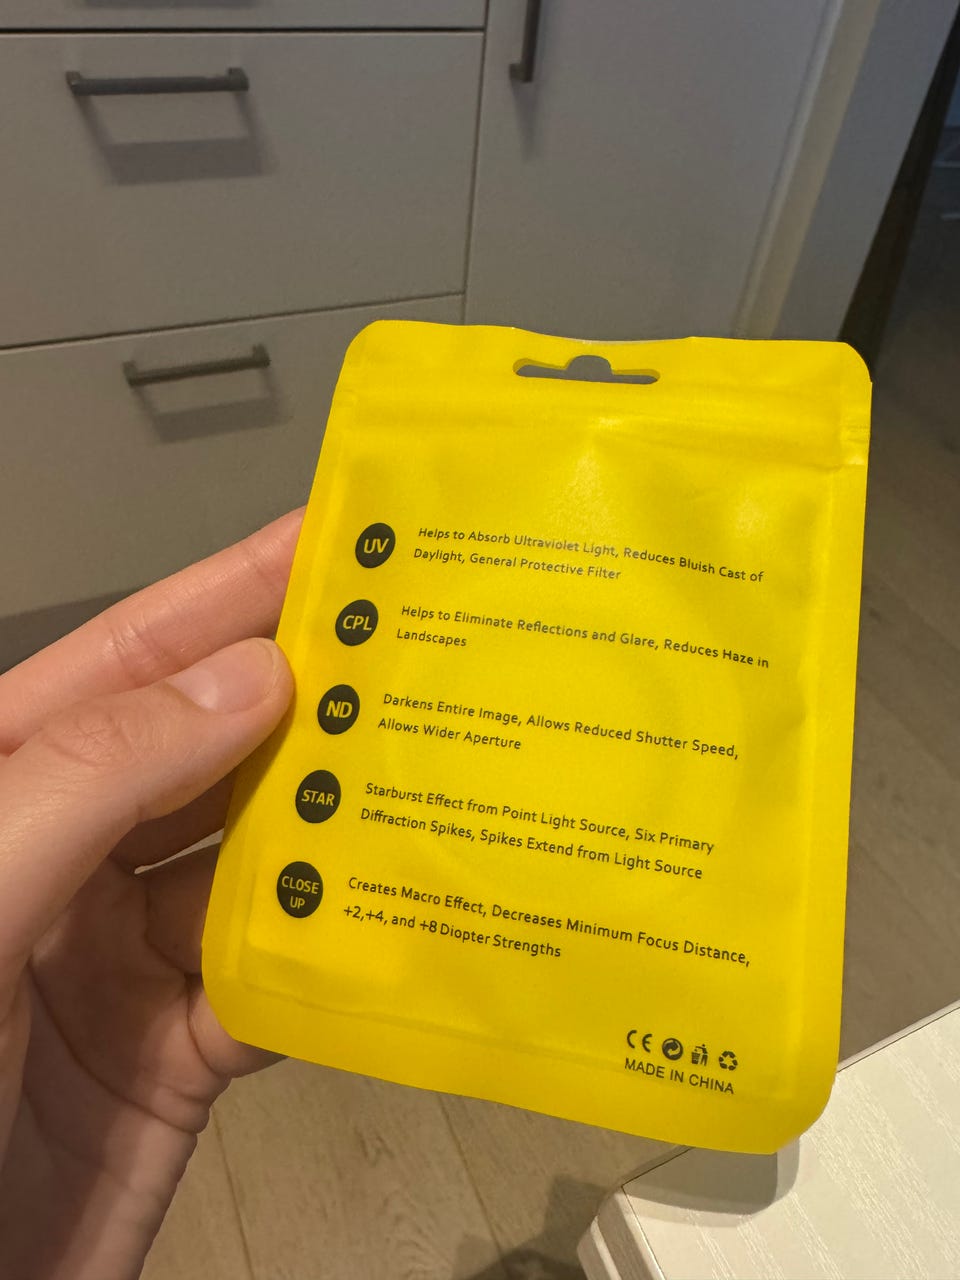 UV
Helps to Absorb Ultraviolet Light, Reduces Bluish Cast of
Daylight, General Protective Filter
CPL
Helps to Eliminate Reflections and Glare, Reduces Haze in
Landscapes
ND
Darkens Entire Image, Allows Reduced Shutter Speed,
Allows Wider Aperture
STAR
Starburst Effect from Point Light Source, Six Primary
Diffraction Spikes, Spikes Extend from Light Source
CLOSE
UP
Creates Macro Effect, Decreases Minimum Focus Distance,
+2,+4, and +8 Diopter Strengths
CE
MADE IN CHINA